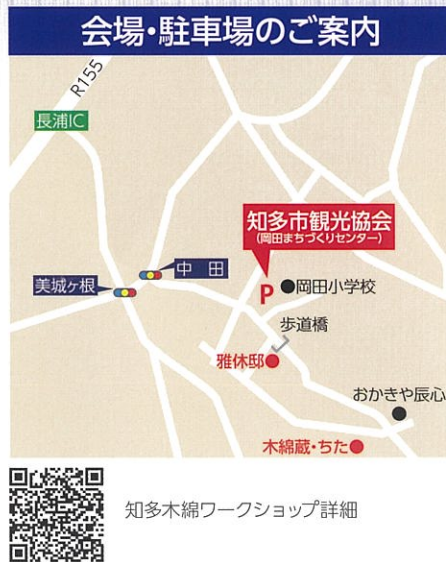 会場・駐車場のご案内
R155
長浦IC
知多市観光協会
(岡田まちづくりセンター)
中田
美城ヶ根
P
岡田小学校
歩道橋
雅休邸
おかきや辰心
木綿蔵・ちた
知多木綿ワークショップ詳細